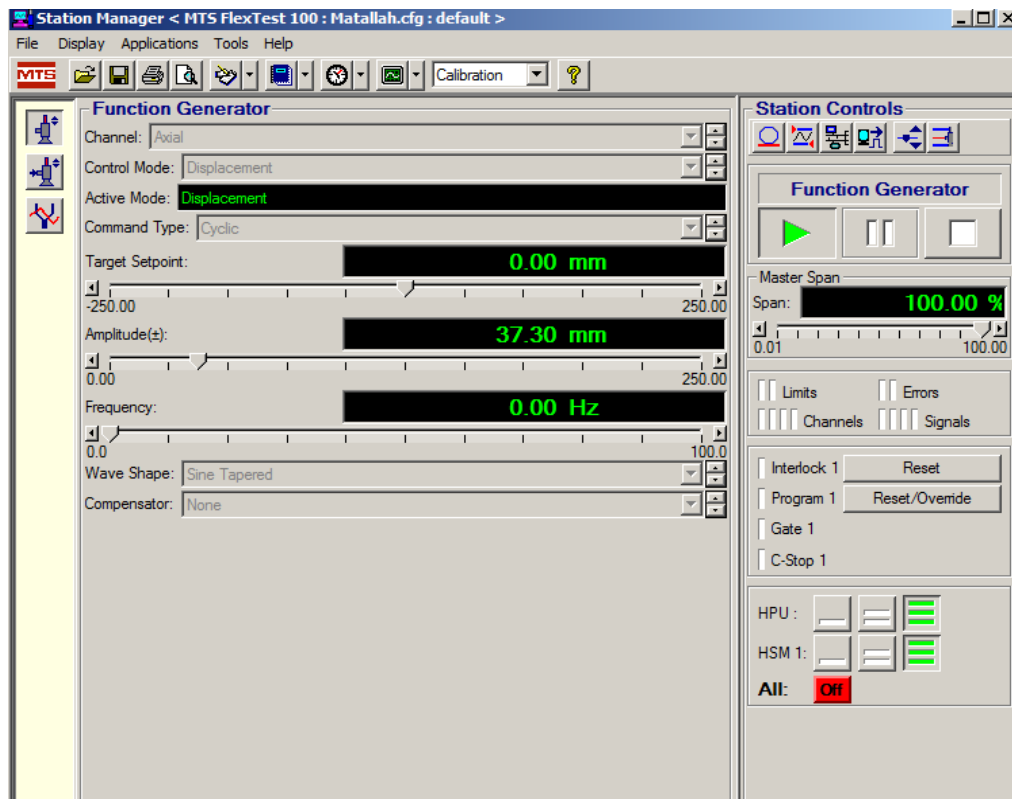 Station Manager < MTS FlexTest 100 : Matallah.cfg : default >
File Display Applications Tools Help
MTS Calibration
Function Generator
Channel: Axial
Control Mode: Displacement
Active Mode: Displacement
Command Type: Cyclic
Target Setpoint: 0.00 mm
-250.00 250.00
Amplitude(±): 37.30 mm
0.00 250.00
Frequency: 0.00 Hz
0.0 100.0
Wave Shape: Sine Tapered
Compensator: None
Station Controls
Function Generator
Master Span
Span: 100.00 %
0.01 100.00
Limits Errors
Channels Signals
Interlock 1 Reset
Program 1 Reset/Override
Gate 1
C-Stop 1
HPU :
HSM 1:
All: Off